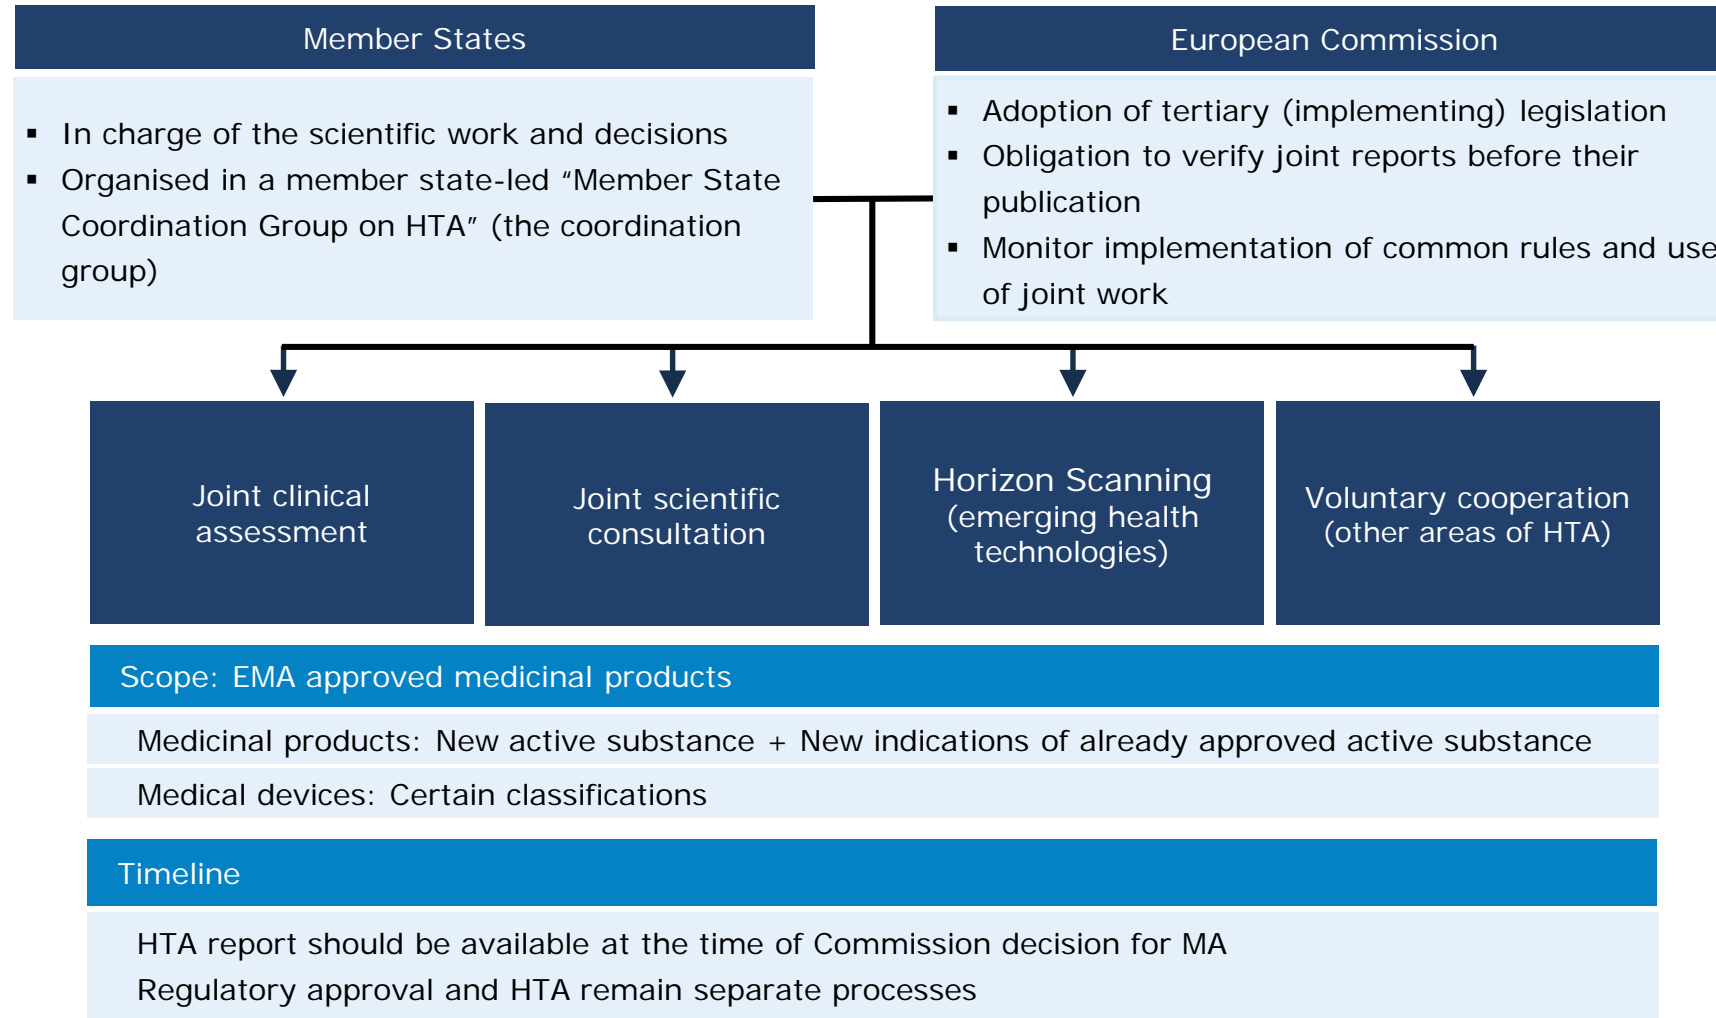 Member States
▪ In charge of the scientific work and decisions
▪ Organised in a member state-led “Member State
Coordination Group on HTA” (the coordination
group)
European Commission
▪ Adoption of tertiary (implementing) legislation
▪ Obligation to verify joint reports before their
publication
▪ Monitor implementation of common rules and use
of joint work
Joint clinical
assessment
Joint scientific
consultation
Horizon Scanning
(emerging health
technologies)
Voluntary cooperation
(other areas of HTA)
Scope: EMA approved medicinal products
Medicinal products: New active substance + New indications of already approved active substance
Medical devices: Certain classifications
Timeline
HTA report should be available at the time of Commission decision for MA
Regulatory approval and HTA remain separate processes